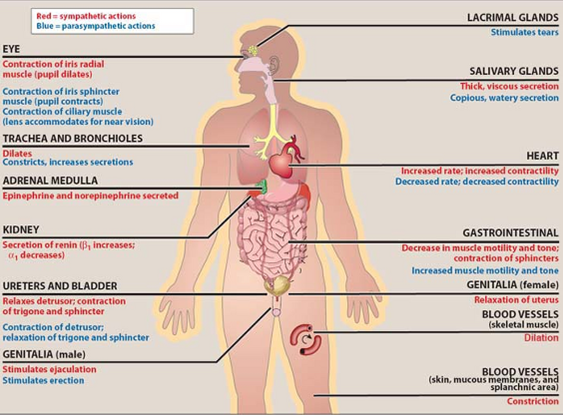 Red = sympathetic actions
Blue = parasympathetic actions
EYE
Contraction of iris radial
muscle (pupil dilates)
Contraction of iris sphincter
muscle (pupil contracts)
Contraction of ciliary muscle
(lens accommodates for near vision)
TRACHEA AND BRONCHIOLES
Dilates
Constricts, increases secretions
ADRENAL MEDULLA
Epinephrine and norepinephrine secreted
KIDNEY
Secretion of renin (β₁ increases;
α₁ decreases)
URETERS AND BLADDER
Relaxes detrusor; contraction
of trigone and sphincter
Contraction of detrusor;
relaxation of trigone and sphincter
GENITALIA (male)
Stimulates ejaculation
Stimulates erection
LACRIMAL GLANDS
Stimulates tears
SALIVARY GLANDS
Thick, viscous secretion
Copious, watery secretion
HEART
Increased rate; increased contractility
Decreased rate; decreased contractility
GASTROINTESTINAL
Decrease in muscle motility and tone;
contraction of sphincters
Increased muscle motility and tone
GENITALIA (female)
Relaxation of uterus
BLOOD VESSELS
(skeletal muscle)
Dilation
BLOOD VESSELS
(skin, mucous membranes, and
splanchnic area)
Constriction